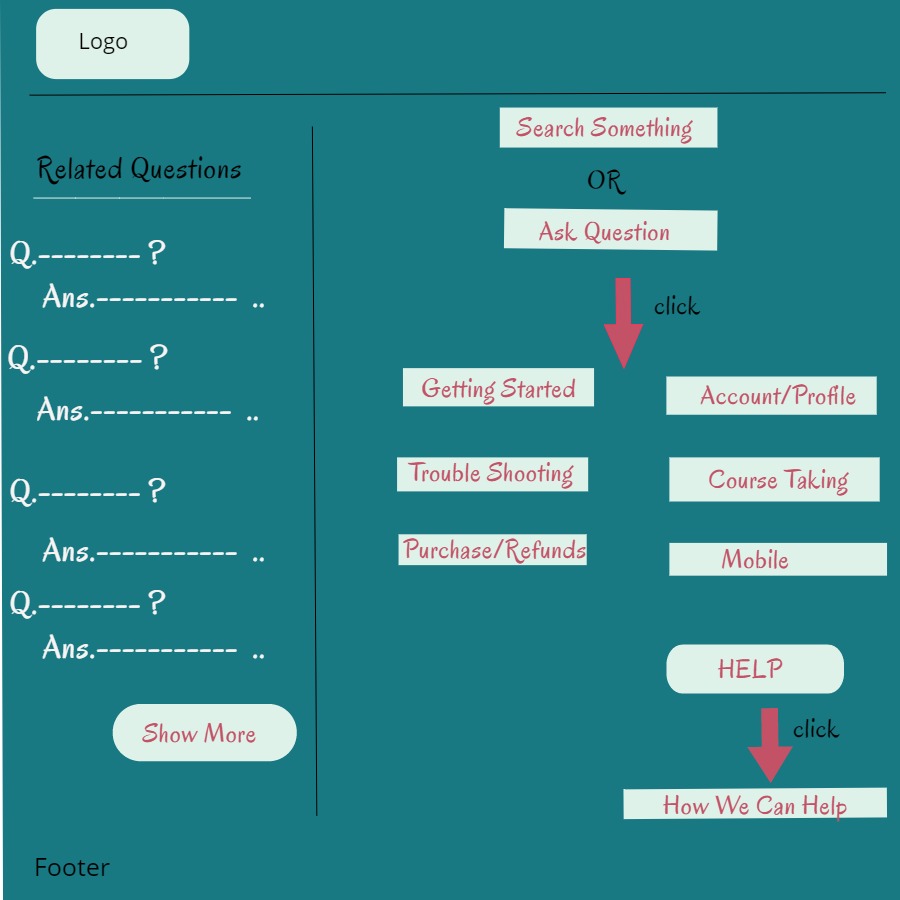 Logo
Related Questions
Q.-------- ?
Ans.----------- ..
Q.-------- ?
Ans.----------- ..
Q.-------- ?
Ans.----------- ..
Q.-------- ?
Ans.----------- ..
Show More
Search Something
OR
Ask Question
click
Getting Started
Account/Profile
Trouble Shooting
Course Taking
Purchase/Refunds
Mobile
HELP
click
How We Can Help
Footer